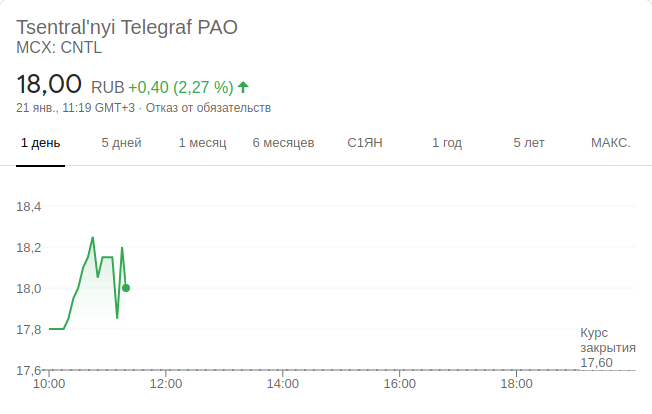 Tsentral'nyi Telegraf PAO
MCX: CNTL
18,00 RUB +0,40 (2,27 %)
21 янв., 11:19 GMT+3 · Отказ от обязательств
1 день 5 дней 1 месяц 6 месяцев С1ЯН 1 год 5 лет МАКС.
18,4
18,2
18,0
17,8
Курс
закрытия
17,60
17,6
10:00 12:00 14:00 16:00 18:00